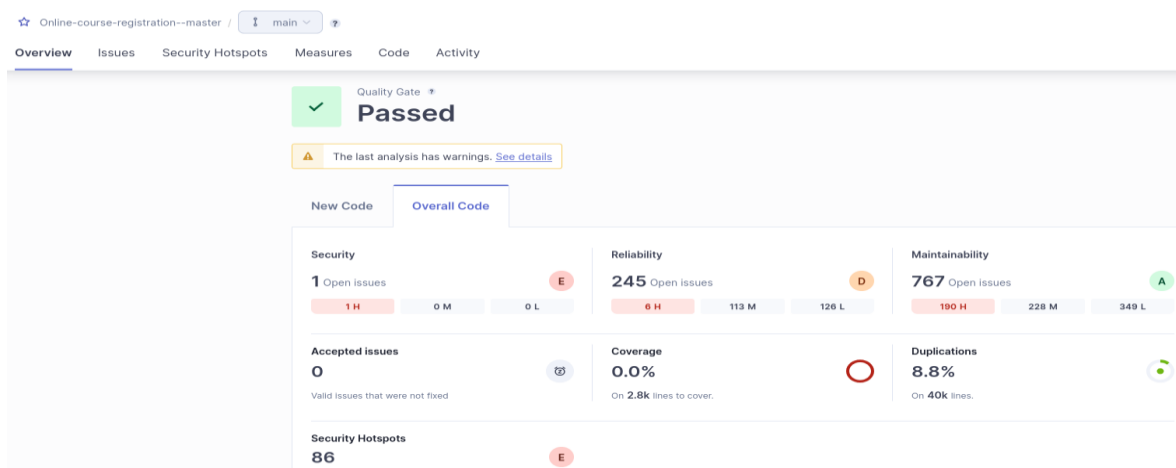 Online-course-registration--master / main ?
Overview Issues Security Hotspots Measures Code Activity
Quality Gate ?
Passed
The last analysis has warnings. See details
New Code Overall Code
Security Reliability Maintainability
1 Open issues E 245 Open issues D 767 Open issues A
1 H 0 M 0 L 6 H 113 M 126 L 190 H 228 M 349 L
Accepted issues Coverage Duplications
0 0.0% 8.8%
Valid issues that were not fixed On 2.8k lines to cover. On 40k lines.
Security Hotspots
86 E